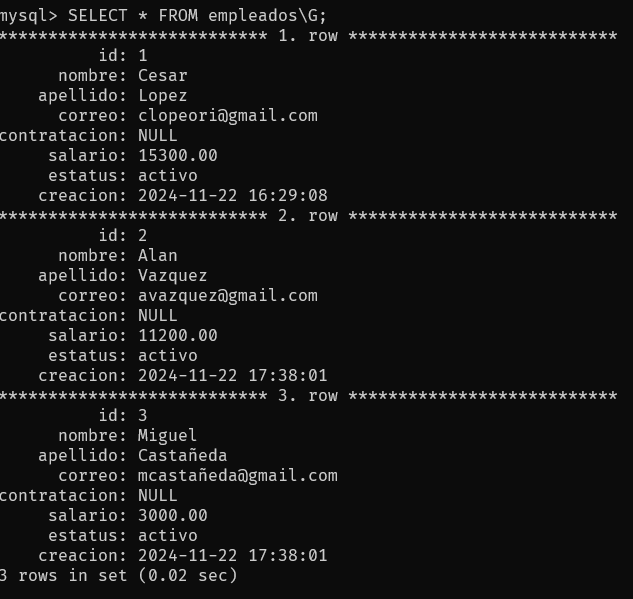 mysql> SELECT * FROM empleados\G;
*************************** 1. row ***************************
id: 1
nombre: Cesar
apellido: Lopez
correo: clopeori@gmail.com
contratacion: NULL
salario: 15300.00
estatus: activo
creacion: 2024-11-22 16:29:08
*************************** 2. row ***************************
id: 2
nombre: Alan
apellido: Vazquez
correo: avazquez@gmail.com
contratacion: NULL
salario: 11200.00
estatus: activo
creacion: 2024-11-22 17:38:01
*************************** 3. row ***************************
id: 3
nombre: Miguel
apellido: Castañeda
correo: mcastañeda@gmail.com
contratacion: NULL
salario: 3000.00
estatus: activo
creacion: 2024-11-22 17:38:01
3 rows in set (0.02 sec)